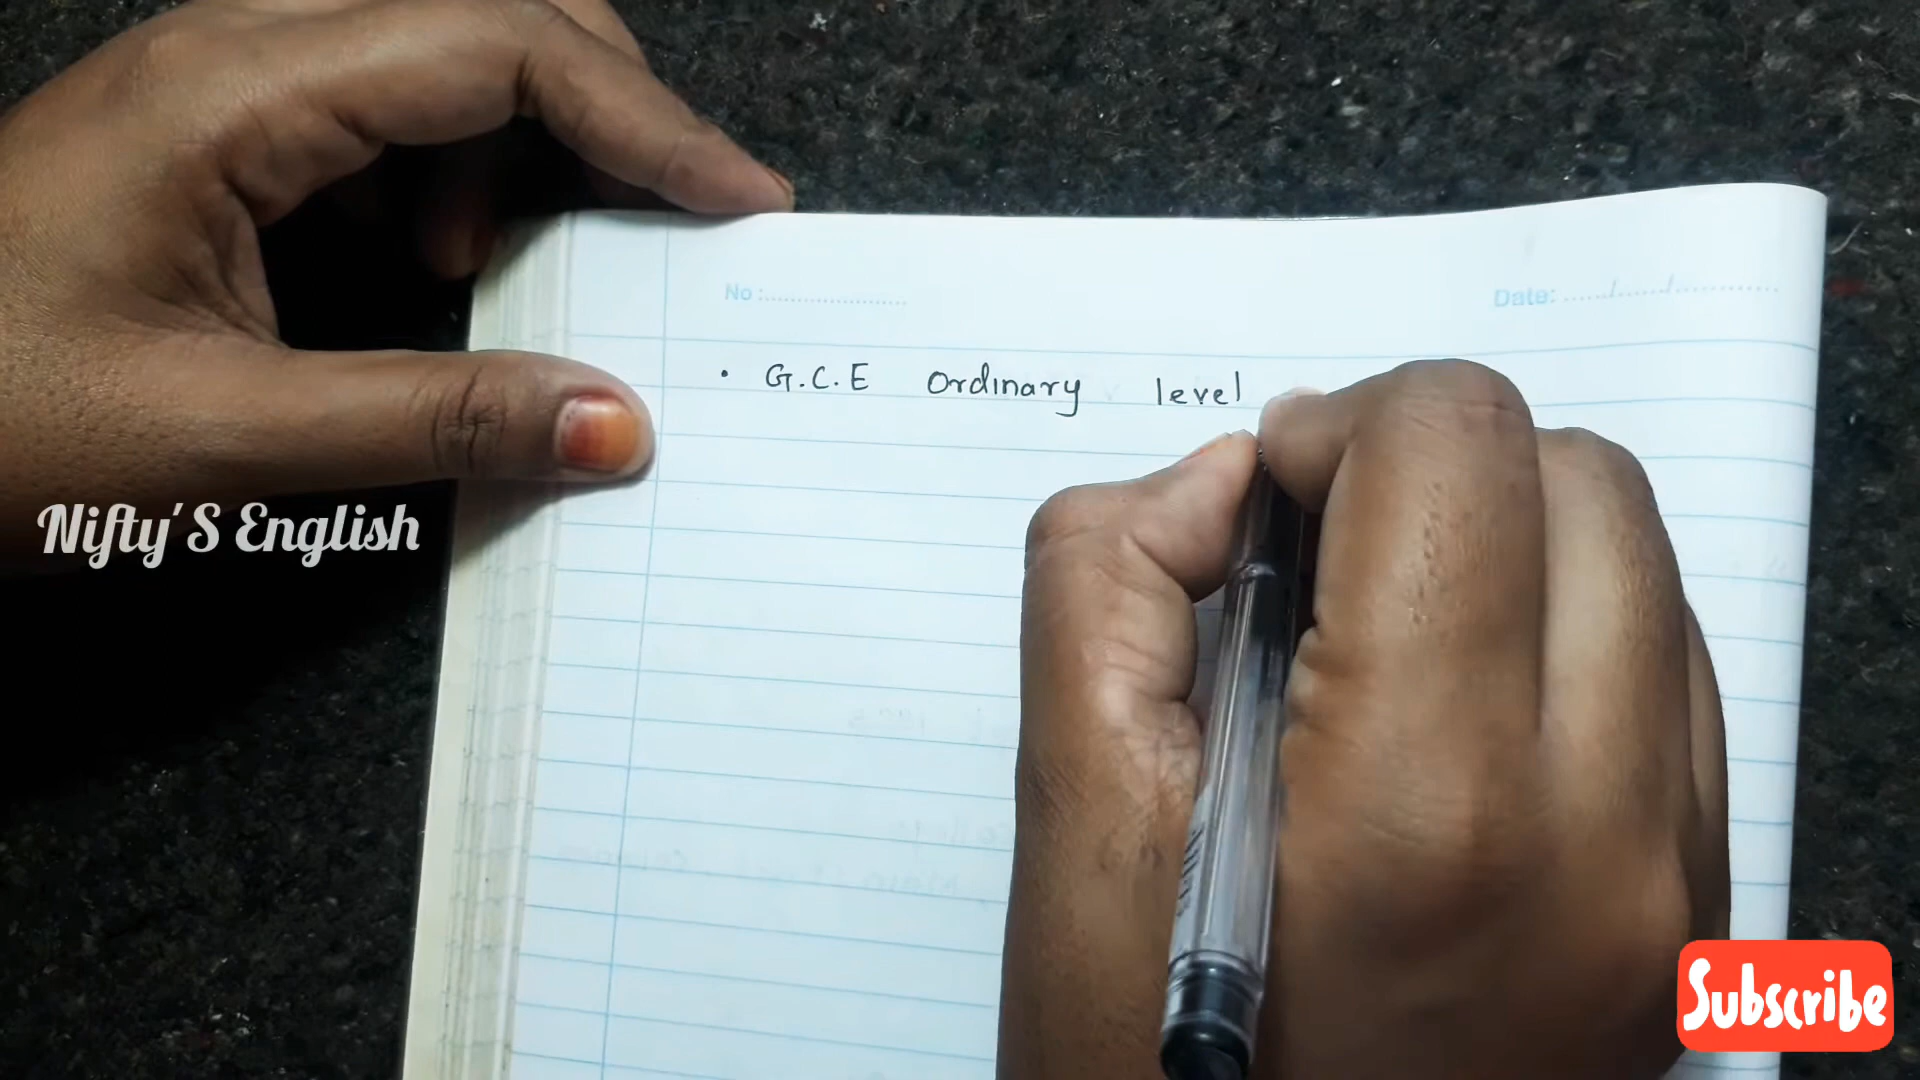 No :......................
Date: ....../......./................
• G.C.E Ordinary level
Nifty'S English
Subscribe